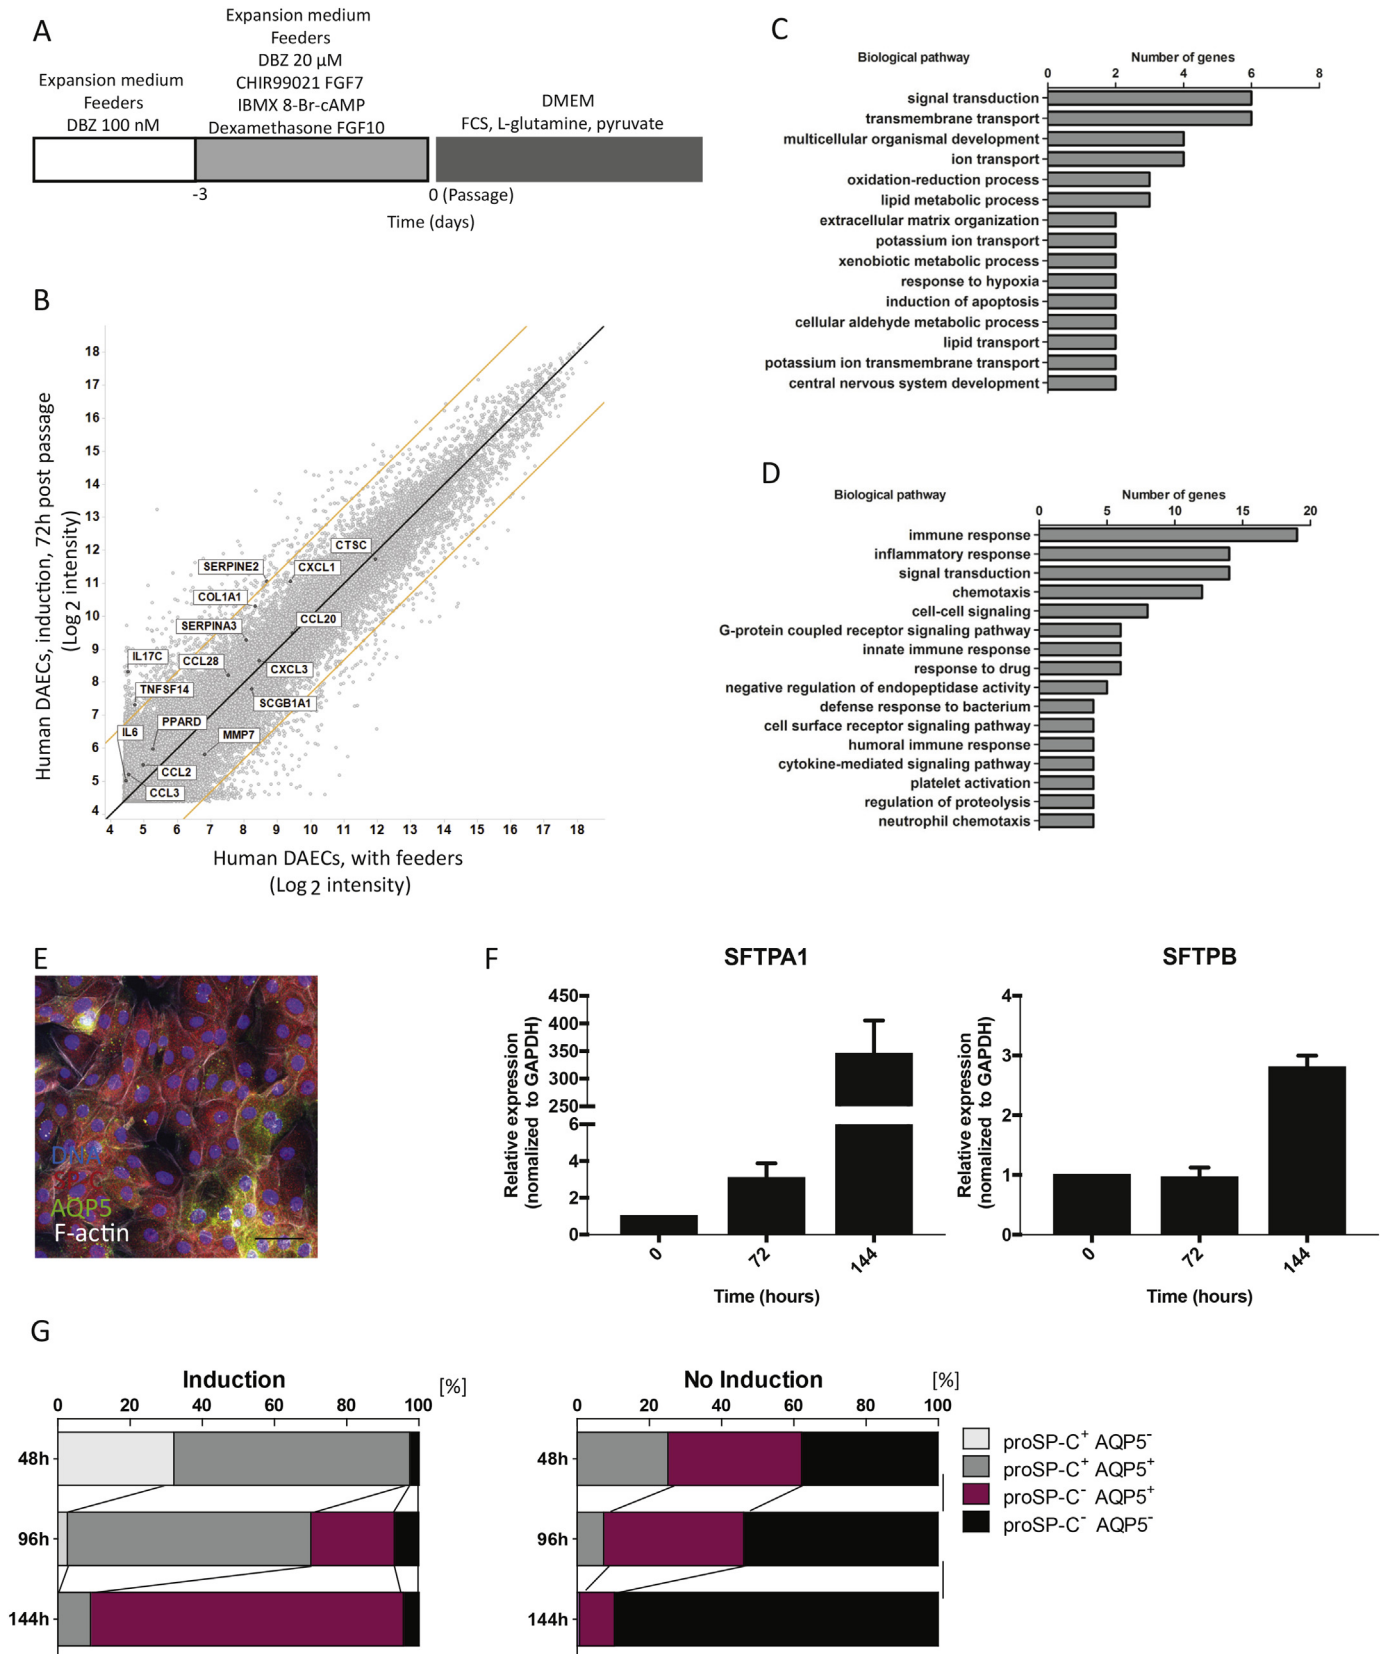 A
Expansion medium
Feeders
DBZ 100 nM
Expansion medium
Feeders
DBZ 20 µM
CHIR99021 FGF7
IBMX 8-Br-cAMP
Dexamethasone FGF10
DMEM
FCS, L-glutamine, pyruvate
-3
0 (Passage)
Time (days)
B
Human DAECs, induction, 72h post passage
(Log 2 intensity)
18
17
16
15
14
13
12
11
10
9
8
7
6
5
4
CTSC
SERPINE2
CXCL1
COL1A1
CCL20
SERPINA3
IL17C
CCL28
CXCL3
TNFSF14
SCGB1A1
PPARD
IL6
MMP7
CCL2
CCL3
4 5 6 7 8 9 10 11 12 13 14 15 16 17 18
Human DAECs, with feeders
(Log 2 intensity)
C
Biological pathway
Number of genes
0 2 4 6 8
signal transduction
transmembrane transport
multicellular organismal development
ion transport
oxidation-reduction process
lipid metabolic process
extracellular matrix organization
potassium ion transport
xenobiotic metabolic process
response to hypoxia
induction of apoptosis
cellular aldehyde metabolic process
lipid transport
potassium ion transmembrane transport
central nervous system development
D
Biological pathway
Number of genes
0 5 10 15 20
immune response
inflammatory response
signal transduction
chemotaxis
cell-cell signaling
G-protein coupled receptor signaling pathway
innate immune response
response to drug
negative regulation of endopeptidase activity
defense response to bacterium
cell surface receptor signaling pathway
humoral immune response
cytokine-mediated signaling pathway
platelet activation
regulation of proteolysis
neutrophil chemotaxis
E
DNA
AQP5
F-actin
F
SFTPA1
Relative expression
(nomalized to GAPDH)
450
400
350
300
250
6
4
2
0
0 72 144
Time (hours)
SFTPB
Relative expression
(nomalized to GAPDH)
4
3
2
1
0
0 72 144
Time (hours)
G
Induction
[%]
0 20 40 60 80 100
48h
96h
144h
No Induction
[%]
0 20 40 60 80 100
48h
96h
144h
proSP-C+ AQP5-
proSP-C+ AQP5+
proSP-C- AQP5+
proSP-C- AQP5-